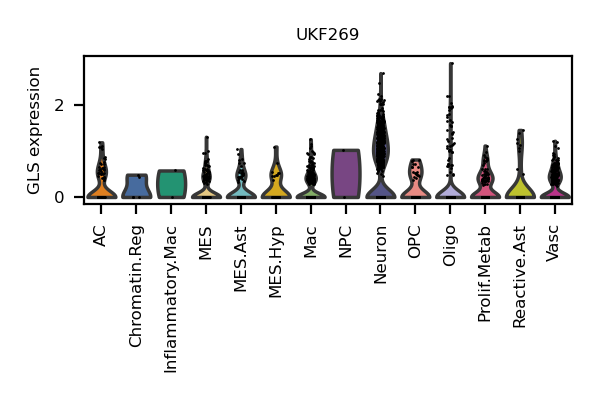 UKF269
GLS expression
2
0
AC
Chromatin.Reg
Inflammatory.Mac
MES
MES.Ast
MES.Hyp
Mac
NPC
Neuron
OPC
Oligo
Prolif.Metab
Reactive.Ast
Vasc